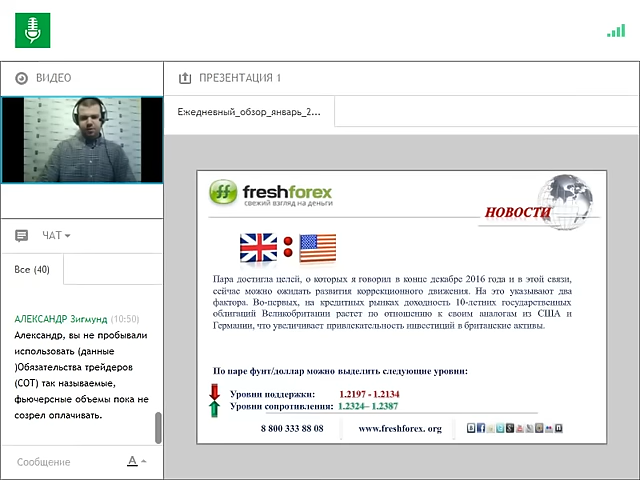 ВИДЕО
ПРЕЗЕНТАЦИЯ 1
Ежедневный_обзор_январь_2...
ЧАТ
Все (40)
АЛЕКСАНДР Зигмунд (10:50)
Александр, вы не пробывали
использовать (данные
)Обязательства трейдеров
(COT) так называемые,
фьючерсные объемы пока не
созрел оплачивать.
Сообщение
A
freshforex
свежий взгляд на деньги
НОВОСТИ
Пара достигла целей, о которых я говорил в конце декабре 2016 года и в этой связи,
сейчас можно ожидать развития коррекционного движения. На это указывают два
фактора. Во-первых, на кредитных рынках доходность 10-летних государственных
облигаций Великобритании растет по отношению к своим аналогам из США и
Германии, что увеличивает привлекательность инвестиций в британские активы.
По паре фунт/доллар можно выделить следующие уровни:
Уровни поддержки: 1.2197 - 1.2134
Уровни сопротивления: 1.2324– 1.2387
8 800 333 88 08
www.freshforex. org